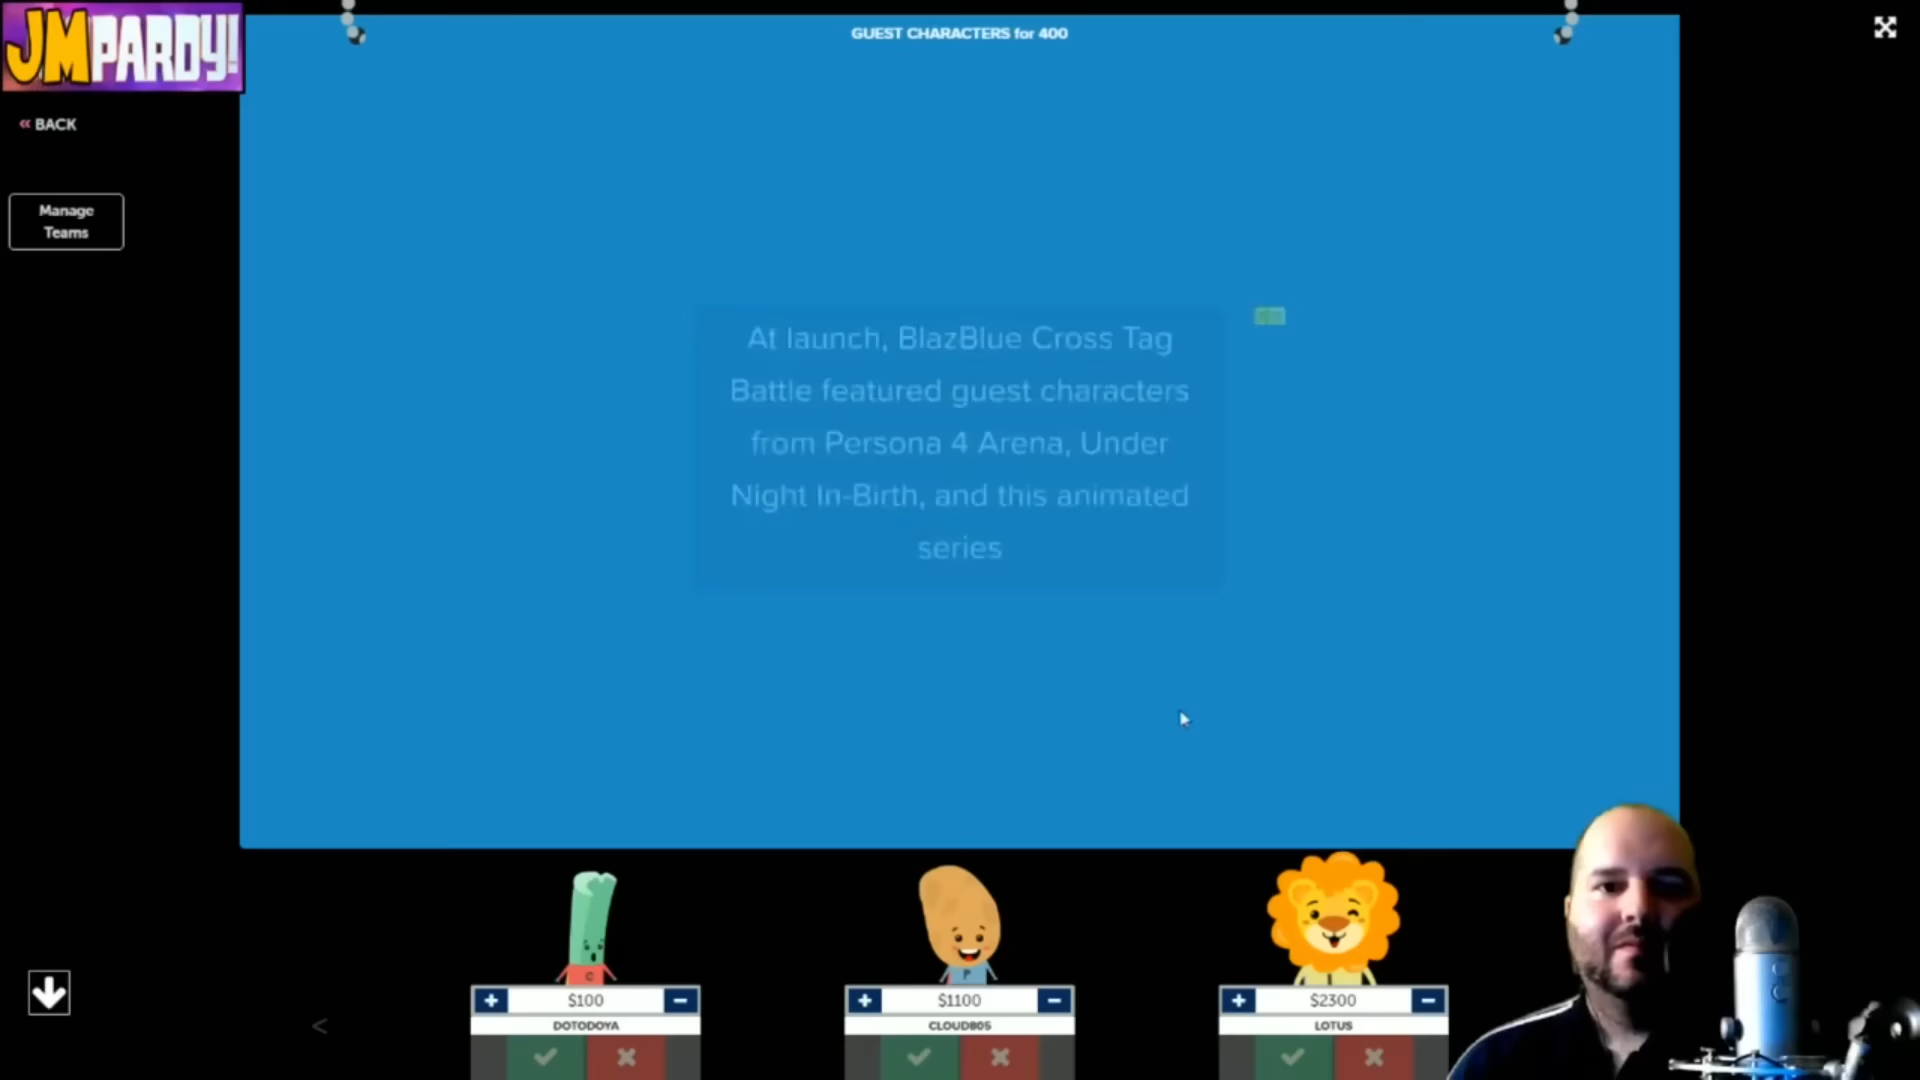 JMPARDY!
GUEST CHARACTERS for 400
« BACK
Manage
Teams
At launch, BlazBlue Cross Tag
Battle featured guest characters
from Persona 4 Arena, Under
Night In-Birth, and this animated
series
C
P
+ $100 −
DOTODOYA
+ $1100 −
CLOUD805
+ $2300 −
LOTUS
<